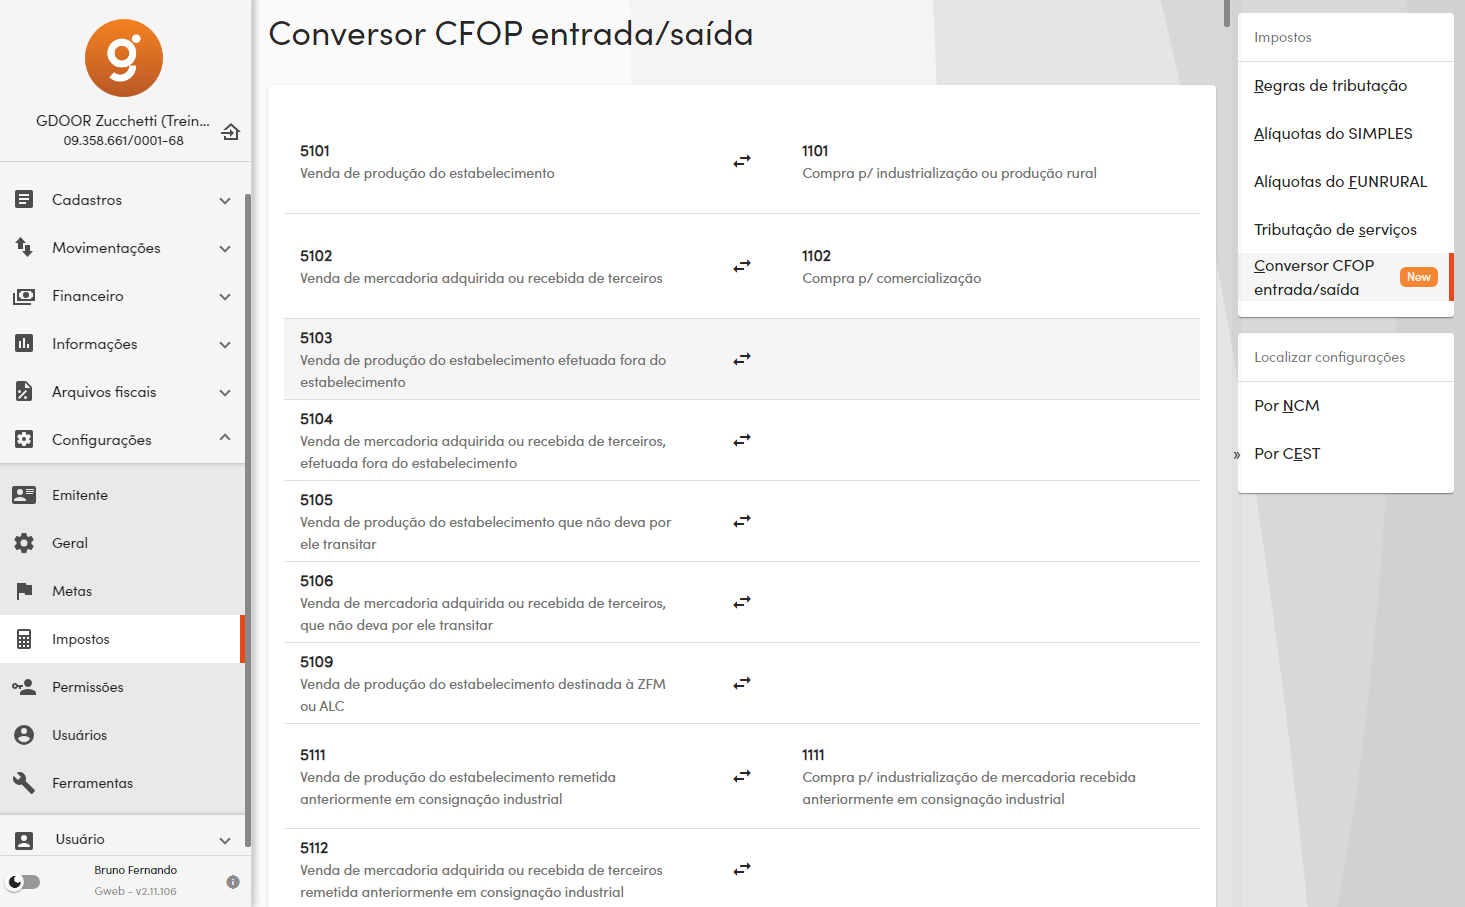 g
GDOOR Zucchetti (Trein...
09.358.661/0001-68
Cadastros
Movimentações
Financeiro
Informações
Arquivos fiscais
Configurações
Emitente
Geral
Metas
Impostos
Permissões
Usuários
Ferramentas
Usuário
Bruno Fernando
Gweb - v2.11.106
Conversor CFOP entrada/saída
5101
Venda de produção do estabelecimento
1101
Compra p/ industrialização ou produção rural
5102
Venda de mercadoria adquirida ou recebida de terceiros
1102
Compra p/ comercialização
5103
Venda de produção do estabelecimento efetuada fora do
estabelecimento
5104
Venda de mercadoria adquirida ou recebida de terceiros,
efetuada fora do estabelecimento
5105
Venda de produção do estabelecimento que não deva por
ele transitar
5106
Venda de mercadoria adquirida ou recebida de terceiros,
que não deva por ele transitar
5109
Venda de produção do estabelecimento destinada à ZFM
ou ALC
5111
Venda de produção do estabelecimento remetida
anteriormente em consignação industrial
1111
Compra p/ industrialização de mercadoria recebida
anteriormente em consignação industrial
5112
Venda de mercadoria adquirida ou recebida de terceiros
remetida anteriormente em consignação industrial
Impostos
Regras de tributação
Alíquotas do SIMPLES
Alíquotas do FUNRURAL
Tributação de serviços
Conversor CFOP
entrada/saída
New
Localizar configurações
Por NCM
» Por CEST